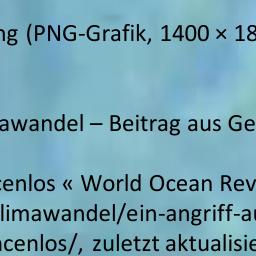 ng (PNG-Grafik, 1400 × 18
awandel – Beitrag aus Ge
cenlos « World Ocean Rev
limawandel/ein-angriff-au
ncenlos/, zuletzt aktualisie